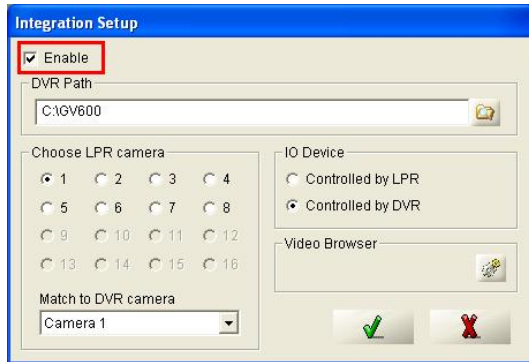 Integration Setup
Enable
DVR Path
C:\GV600
Choose LPR camera
1 2 3 4
5 6 7 8
9 10 11 12
13 14 15 16
Match to DVR camera
Camera 1
IO Device
Controlled by LPR
Controlled by DVR
Video Browser